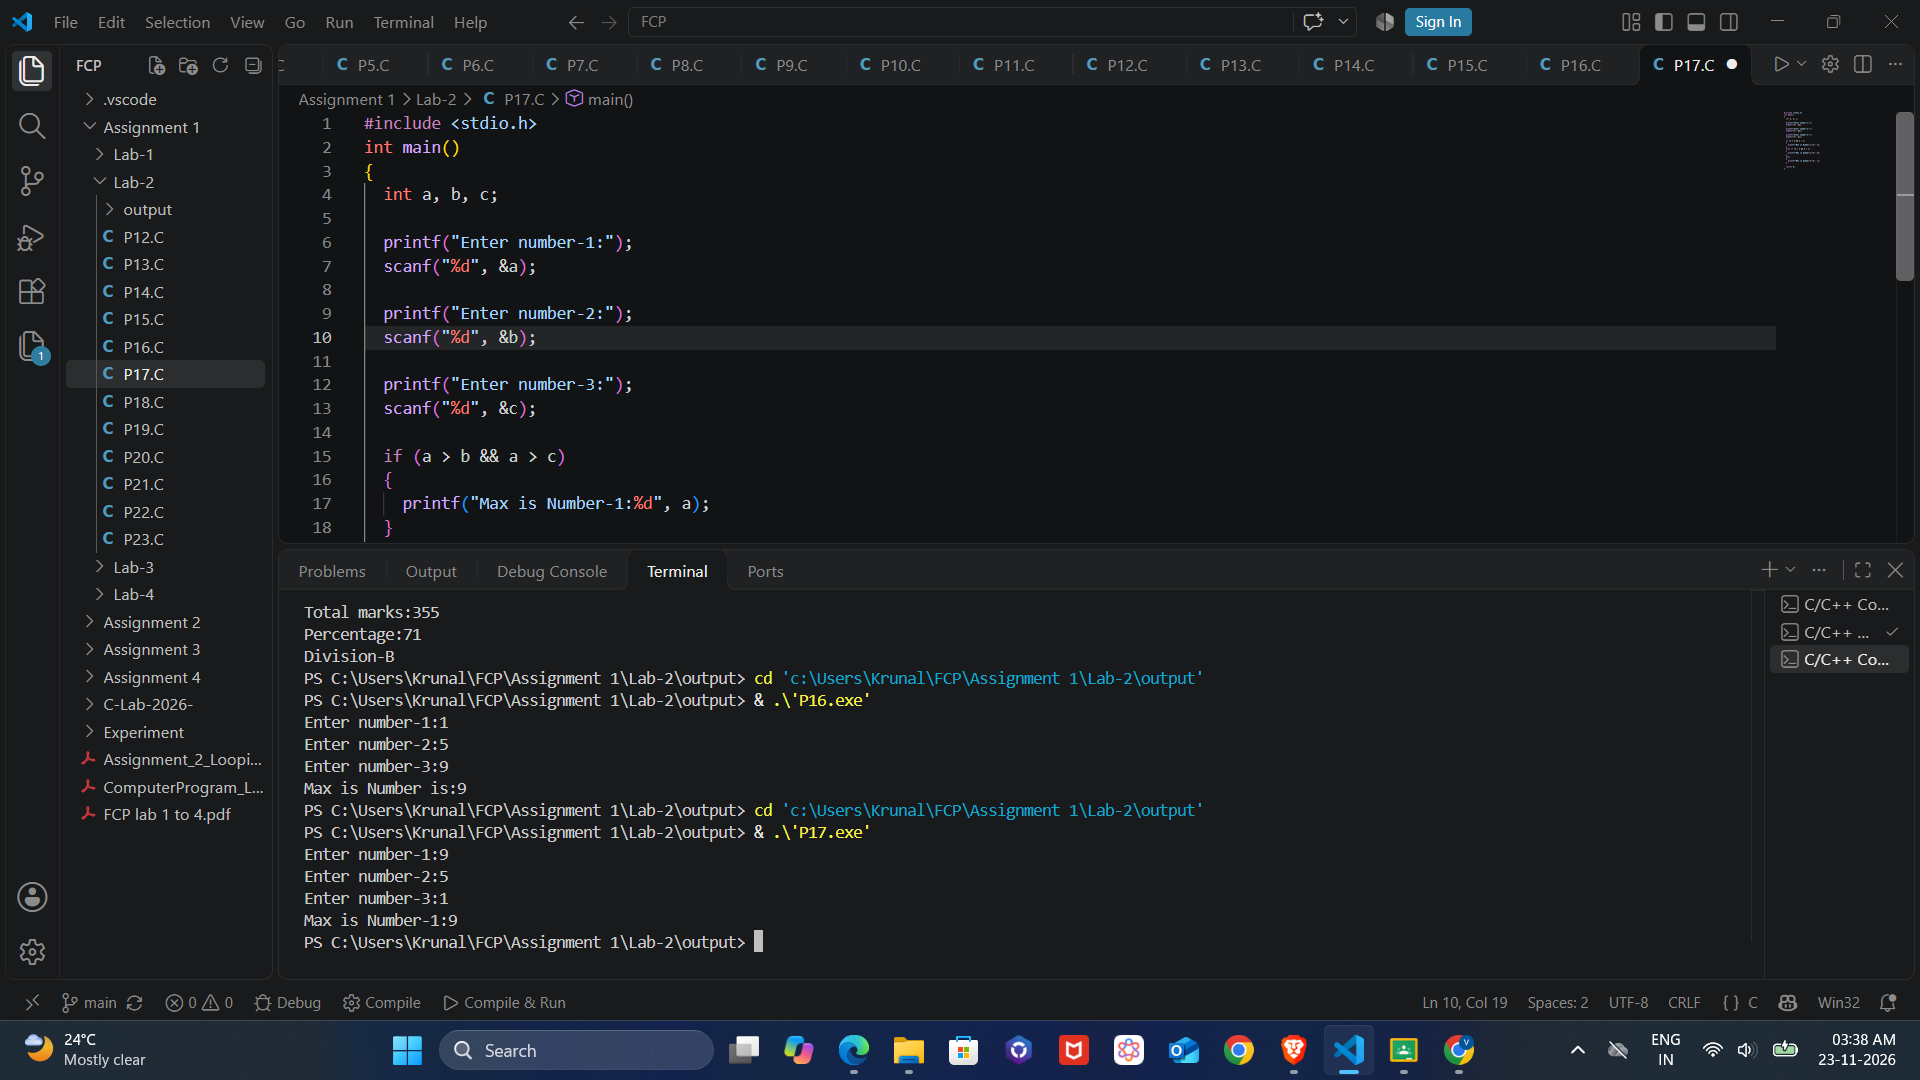 File Edit Selection View Go Run Terminal Help
FCP
Sign In
FCP
P5.C P6.C P7.C P8.C P9.C P10.C P11.C P12.C P13.C P14.C P15.C P16.C P17.C
.vscode
Assignment 1
Lab-1
Lab-2
output
P12.C
P13.C
P14.C
P15.C
P16.C
P17.C
P18.C
P19.C
P20.C
P21.C
P22.C
P23.C
Lab-3
Lab-4
Assignment 2
Assignment 3
Assignment 4
C-Lab-2026-
Experiment
Assignment_2_Loopi...
ComputerProgram_L...
FCP lab 1 to 4.pdf
Assignment 1 > Lab-2 > C P17.C > main()
1 #include <stdio.h>
2 int main()
3 {
4 int a, b, c;
5
6 printf("Enter number-1:");
7 scanf("%d", &a);
8
9 printf("Enter number-2:");
10 scanf("%d", &b);
11
12 printf("Enter number-3:");
13 scanf("%d", &c);
14
15 if (a > b && a > c)
16 {
17 printf("Max is Number-1:%d", a);
18 }
Problems Output Debug Console Terminal Ports
Total marks:355
Percentage:71
Division-B
PS C:\Users\Krunal\FCP\Assignment 1\Lab-2\output> cd 'c:\Users\Krunal\FCP\Assignment 1\Lab-2\output'
PS C:\Users\Krunal\FCP\Assignment 1\Lab-2\output> & .\'P16.exe'
Enter number-1:1
Enter number-2:5
Enter number-3:9
Max is Number is:9
PS C:\Users\Krunal\FCP\Assignment 1\Lab-2\output> cd 'c:\Users\Krunal\FCP\Assignment 1\Lab-2\output'
PS C:\Users\Krunal\FCP\Assignment 1\Lab-2\output> & .\'P17.exe'
Enter number-1:9
Enter number-2:5
Enter number-3:1
Max is Number-1:9
PS C:\Users\Krunal\FCP\Assignment 1\Lab-2\output>
C/C++ Co...
C/C++ ...
C/C++ Co...
1
main 0 0 Debug Compile Compile & Run
Ln 10, Col 19 Spaces: 2 UTF-8 CRLF { } C Win32
24°C
Mostly clear
Search
ENG
IN
03:38 AM
23-11-2026